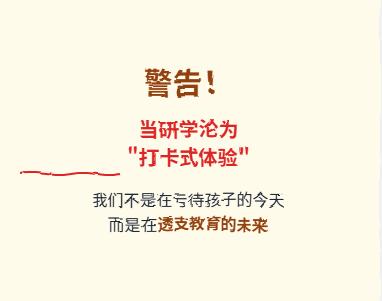 警告!
当研学沦为
"打卡式体验"
我们不是在亏待孩子的今天
而是在透支教育的未来